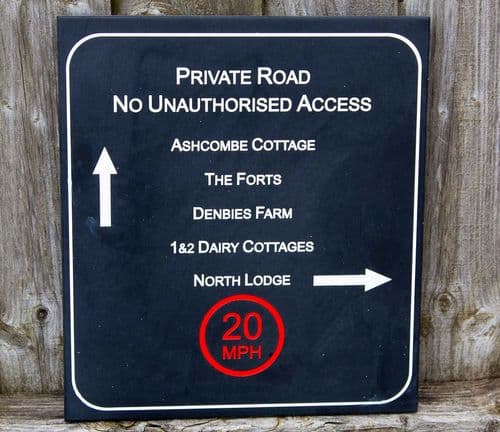 Private Road
No Unauthorised Access
Ashcombe Cottage
The Forts
Denbies Farm
1&2 Dairy Cottages
North Lodge
20
MPH